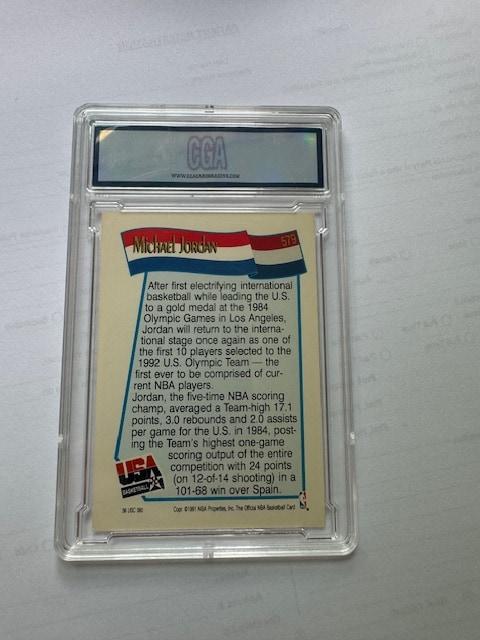 CGA
MICHAEL JORDAN 579
After first electrifying international
basketball while leading the U.S.
to a gold medal at the 1984
Olympic Games in Los Angeles,
Jordan will return to the interna-
tional stage once again as one of
the first 10 players selected to the
1992 U.S. Olympic Team — the
first ever to be comprised of cur-
rent NBA players.
Jordan, the five-time NBA scoring
champ, averaged a Team-high 17.1
points, 3.0 rebounds and 2.0 assists
per game for the U.S. in 1984, post-
ing the Team's highest one-game
scoring output of the entire
competition with 24 points
(on 12-of-14 shooting) in a
101-68 win over Spain.
USA
BASKETBALL
36 USC 380
Copr. ©1991 NBA Properties, Inc. The Official NBA Basketball Card